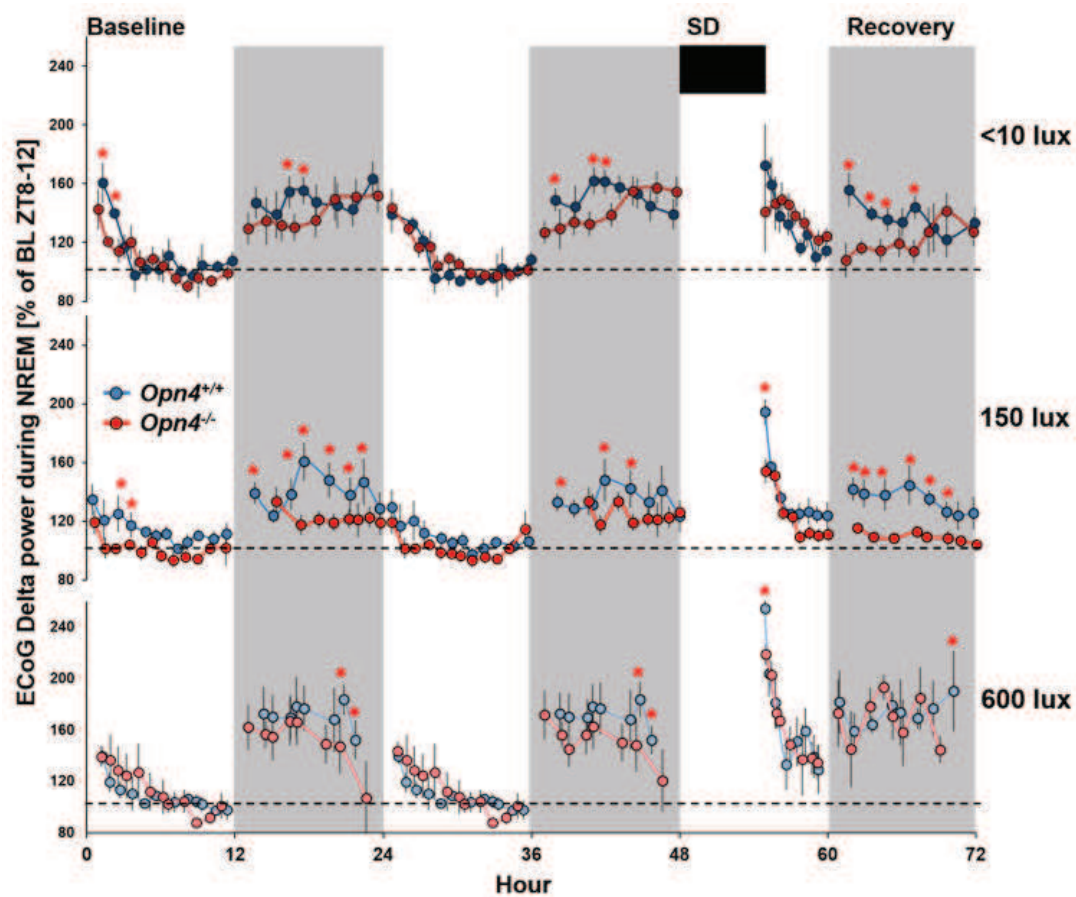 Baseline SD Recovery
ECoG Delta power during NREM [% of BL ZT8-12]
240
200
160
120
80
<10 lux
240
200
160
120
80
Opn4+/+
Opn4-/-
150 lux
240
200
160
120
80
600 lux
0 12 24 36 48 60 72
Hour